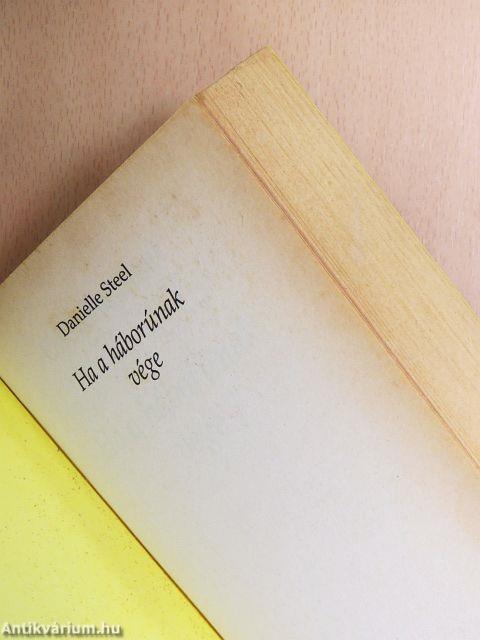 Danielle Steel
Ha a háborúnak
vége
Antikvárium.hu